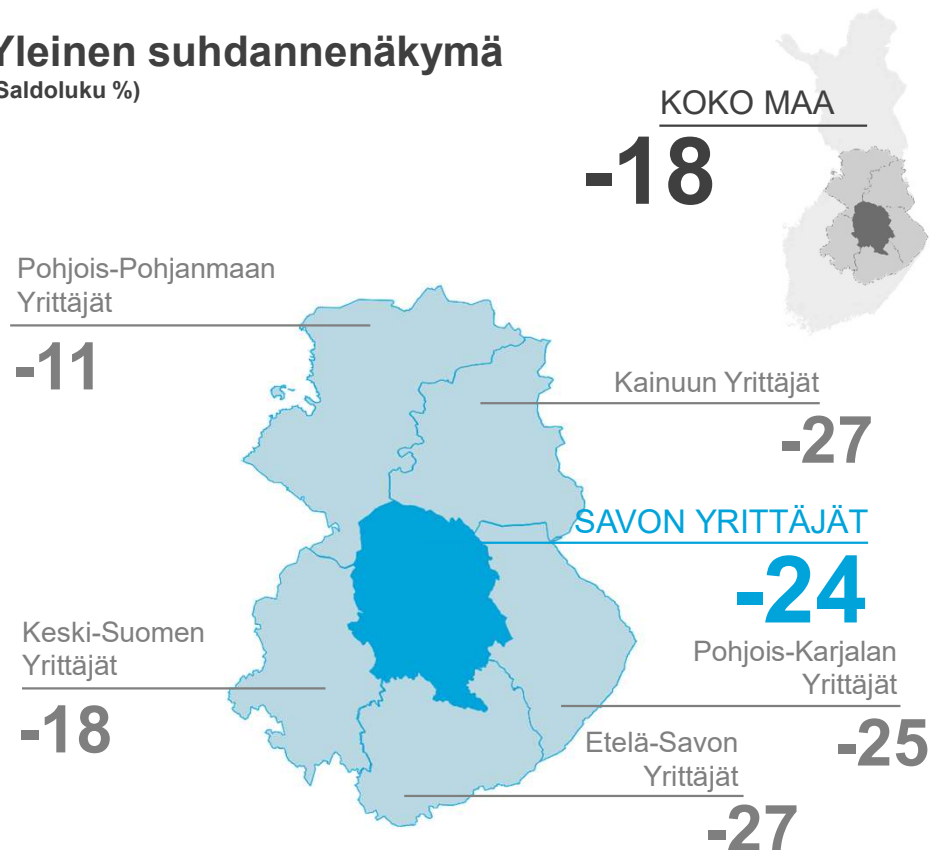 Yleinen suhdannenäkymä
Saldoluku %)
KOKO MAA
-18
Pohjois-Pohjanmaan
Yrittäjät
-11
Kainuun Yrittäjät
-27
SAVON YRITTÄJÄT
-24
Keski-Suomen
Yrittäjät
-18
Pohjois-Karjalan
Yrittäjät
-25
Etelä-Savon
Yrittäjät
-27